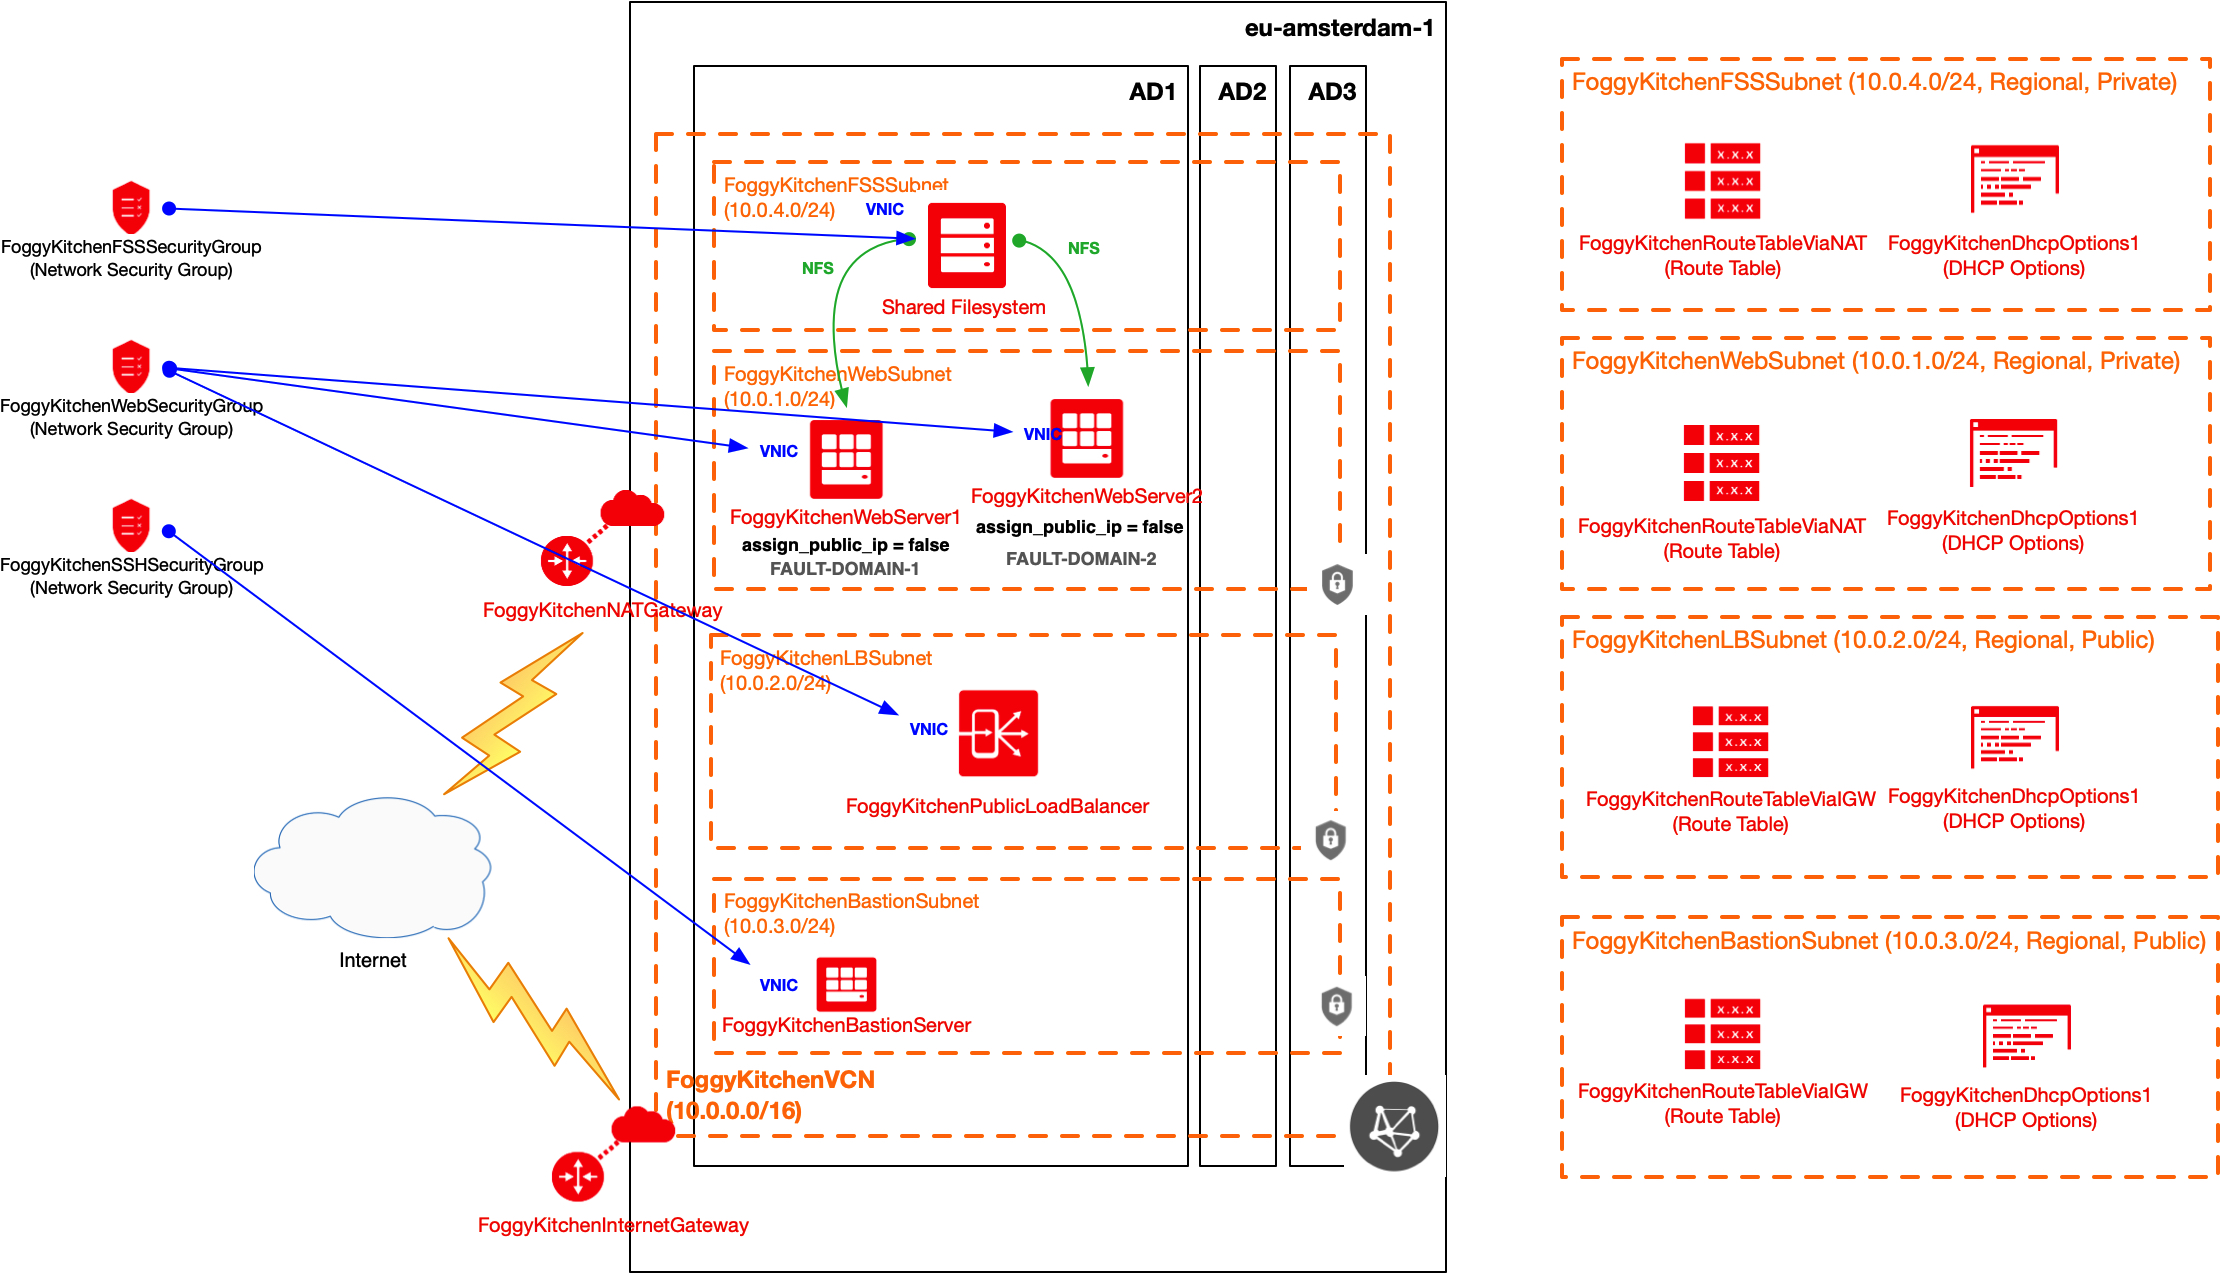 eu-amsterdam-1
AD1
AD2
AD3
FoggyKitchenFSSSubnet
(10.0.4.0/24)
VNIC
NFS
NFS
Shared Filesystem
FoggyKitchenFSSSecurityGroup
(Network Security Group)
FoggyKitchenWebSubnet
(10.0.1.0/24)
VNIC
VNIC
FoggyKitchenWebServer1
assign_public_ip = false
FAULT-DOMAIN-1
FoggyKitchenWebServer2
assign_public_ip = false
FAULT-DOMAIN-2
FoggyKitchenWebSecurityGroup
(Network Security Group)
FoggyKitchenSSHSecurityGroup
(Network Security Group)
FoggyKitchenNATGateway
FoggyKitchenLBSubnet
(10.0.2.0/24)
VNIC
FoggyKitchenPublicLoadBalancer
Internet
FoggyKitchenBastionSubnet
(10.0.3.0/24)
VNIC
FoggyKitchenBastionServer
FoggyKitchenVCN
(10.0.0.0/16)
FoggyKitchenInternetGateway
FoggyKitchenFSSSubnet (10.0.4.0/24, Regional, Private)
x.x.x
x.x.x
x.x.x
FoggyKitchenRouteTableViaNAT
(Route Table)
FoggyKitchenDhcpOptions1
(DHCP Options)
FoggyKitchenWebSubnet (10.0.1.0/24, Regional, Private)
x.x.x
x.x.x
x.x.x
FoggyKitchenRouteTableViaNAT
(Route Table)
FoggyKitchenDhcpOptions1
(DHCP Options)
FoggyKitchenLBSubnet (10.0.2.0/24, Regional, Public)
x.x.x
x.x.x
x.x.x
FoggyKitchenRouteTableViaIGW
(Route Table)
FoggyKitchenDhcpOptions1
(DHCP Options)
FoggyKitchenBastionSubnet (10.0.3.0/24, Regional, Public)
x.x.x
x.x.x
x.x.x
FoggyKitchenRouteTableViaIGW
(Route Table)
FoggyKitchenDhcpOptions1
(DHCP Options)